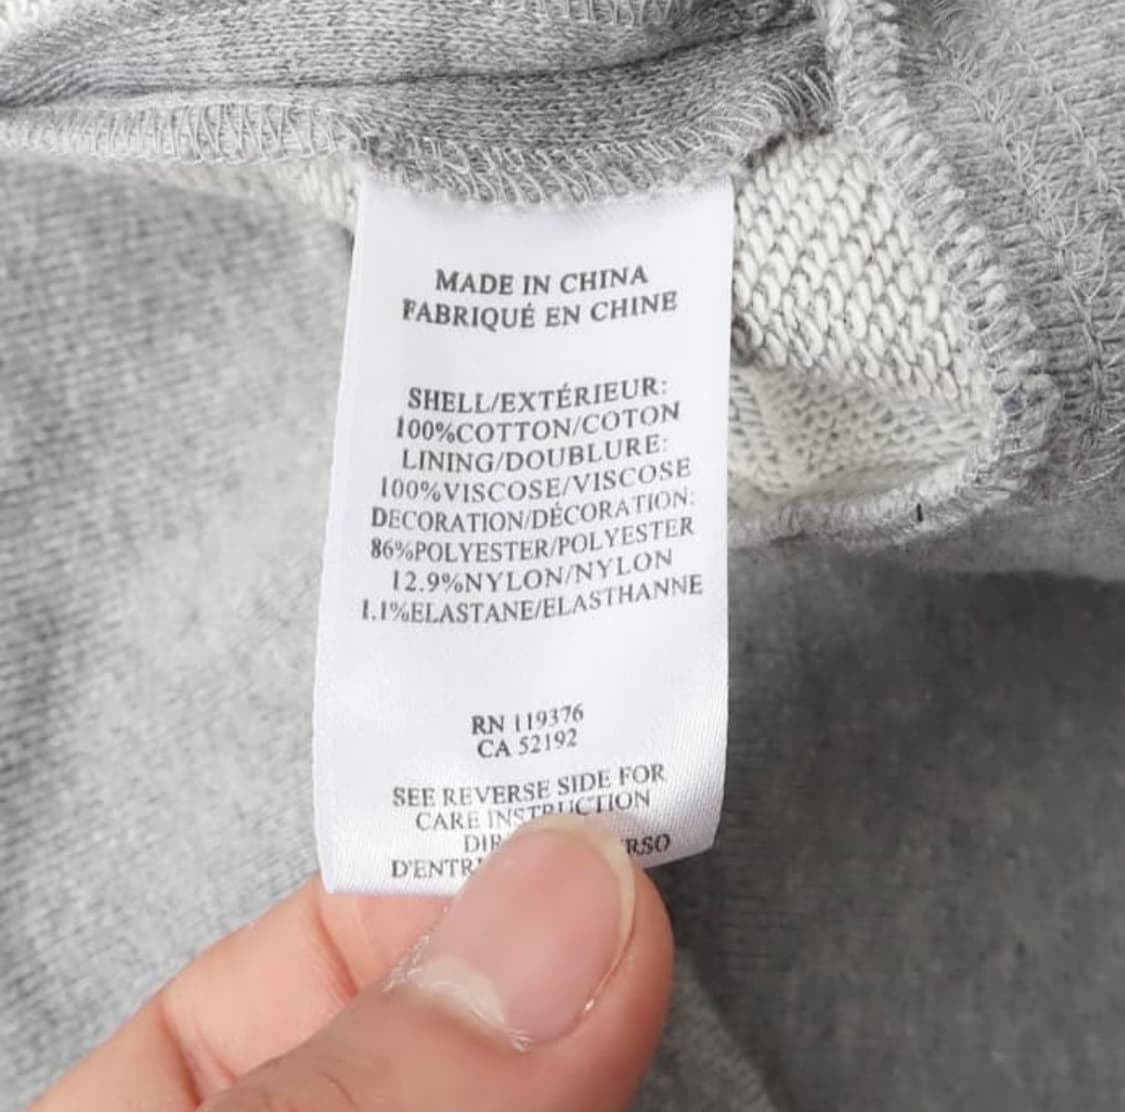 MADE IN CHINA
FABRIQUÉ EN CHINE
SHELL/EXTÉRIEUR:
100%COTTON/COTON
LINING/DOUBLURE:
100%VISCOSE/VISCOSE
DECORATION/DÉCORATION:
86%POLYESTER/POLYESTER
12.9%NYLON/NYLON
1.1%ELASTANE/ELASTHANNE
RN 119376
CA 52192
SEE REVERSE SIDE FOR
CARE INSTRUCTION